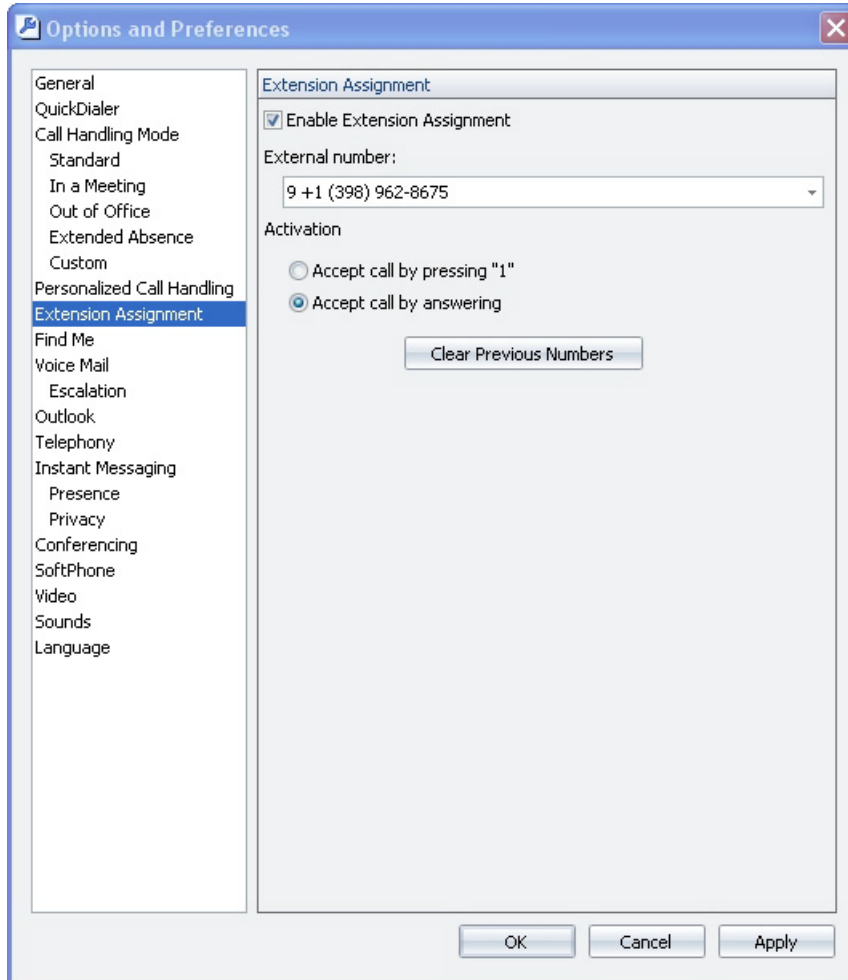 Options and Preferences
General
QuickDialer
Call Handling Mode
Standard
In a Meeting
Out of Office
Extended Absence
Custom
Personalized Call Handling
Extension Assignment
Find Me
Voice Mail
Escalation
Outlook
Telephony
Instant Messaging
Presence
Privacy
Conferencing
SoftPhone
Video
Sounds
Language
Extension Assignment
Enable Extension Assignment
External number:
9 +1 (398) 962-8675
Activation
Accept call by pressing "1"
Accept call by answering
Clear Previous Numbers
OK
Cancel
Apply